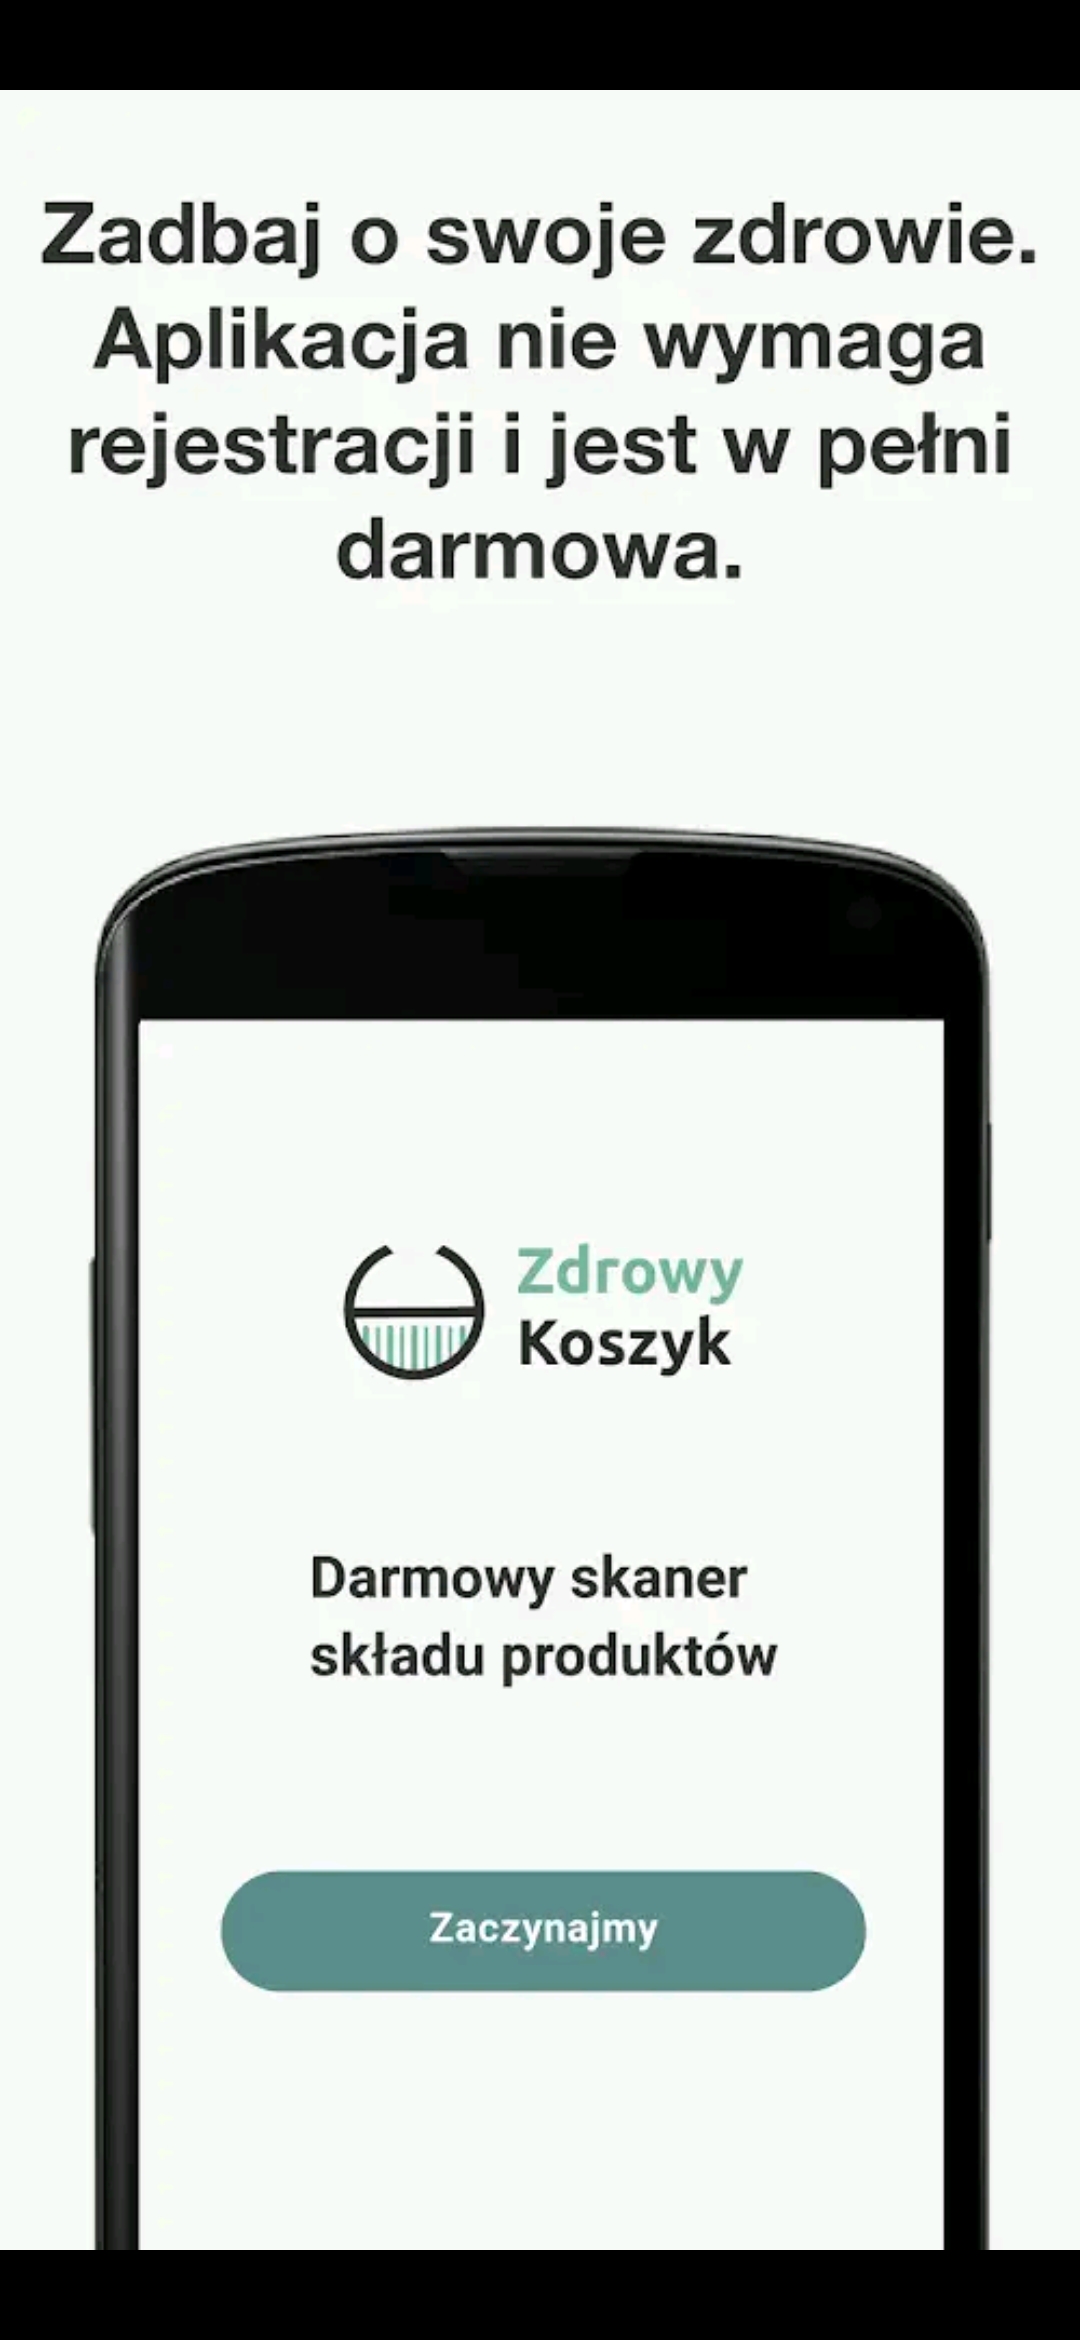 Zadbaj o swoje zdrowie.
Aplikacja nie wymaga
rejestracji i jest w pełni
darmowa.
Zdrowy
Koszyk
Darmowy skaner
składu produktów
Zaczynajmy